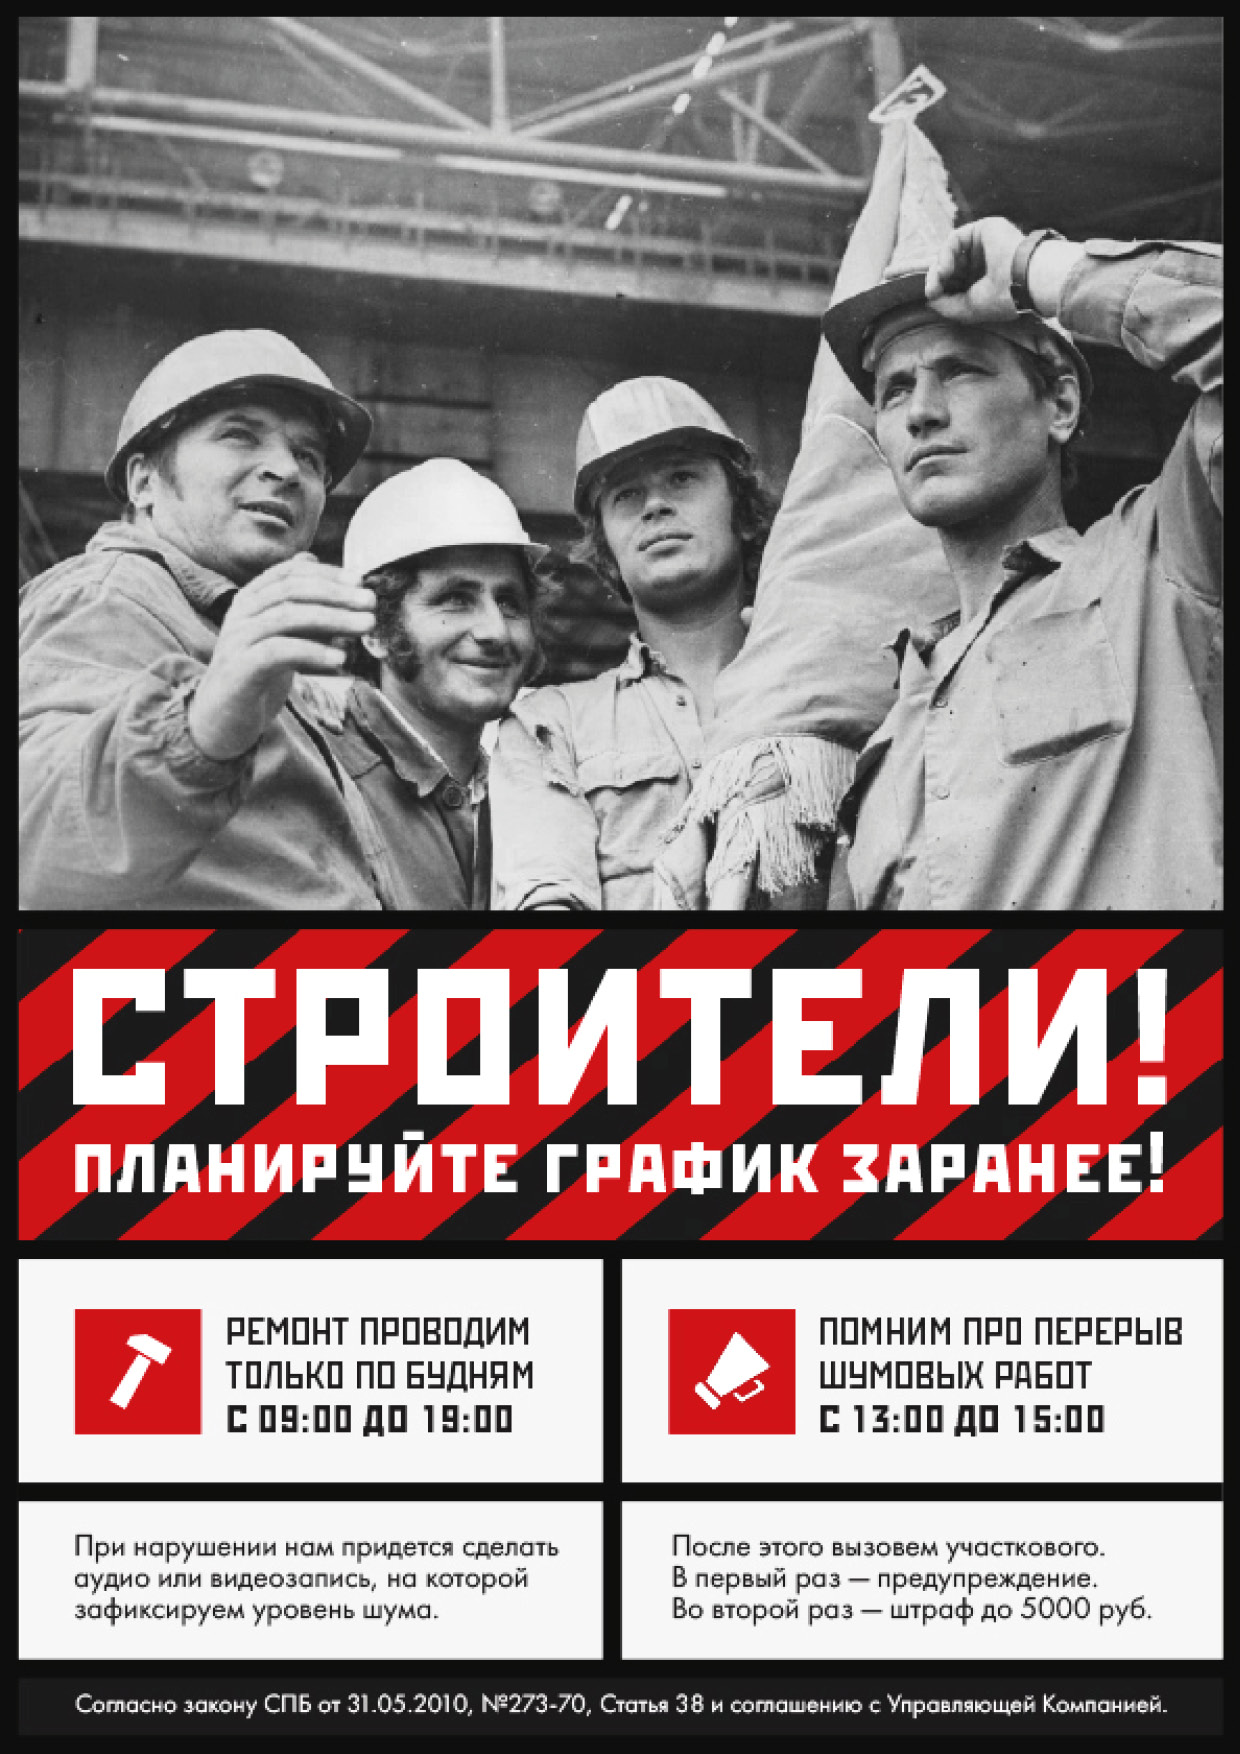 СТРОИТЕЛИ!
ПЛАНИРУЙТЕ ГРАФИК ЗАРАНЕЕ!
РЕМОНТ ПРОВОДИМ
ТОЛЬКО ПО БУДНЯМ
С 09:00 ДО 19:00
ПОМНИМ ПРО ПЕРЕРЫВ
ШУМОВЫХ РАБОТ
С 13:00 ДО 15:00
При нарушении нам придется сделать
аудио или видеозапись, на которой
зафиксируем уровень шума.
После этого вызовем участкового.
В первый раз — предупреждение.
Во второй раз — штраф до 5000 руб.
Согласно закону СПБ от 31.05.2010, №273-70, Статья 38 и соглашению с Управляющей Компанией.